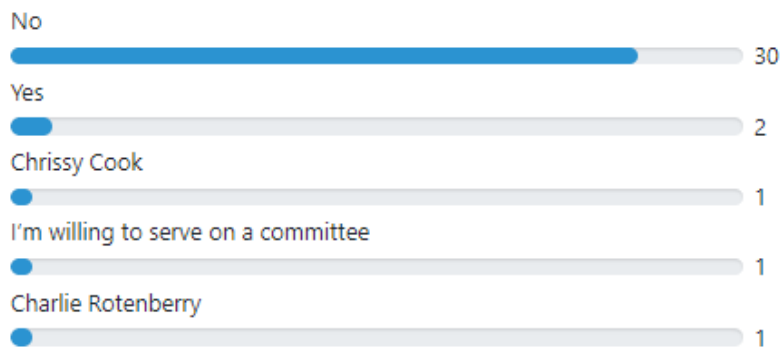 No
30
Yes
2
Chrissy Cook
1
I’m willing to serve on a committee
1
Charlie Rotenberry
1